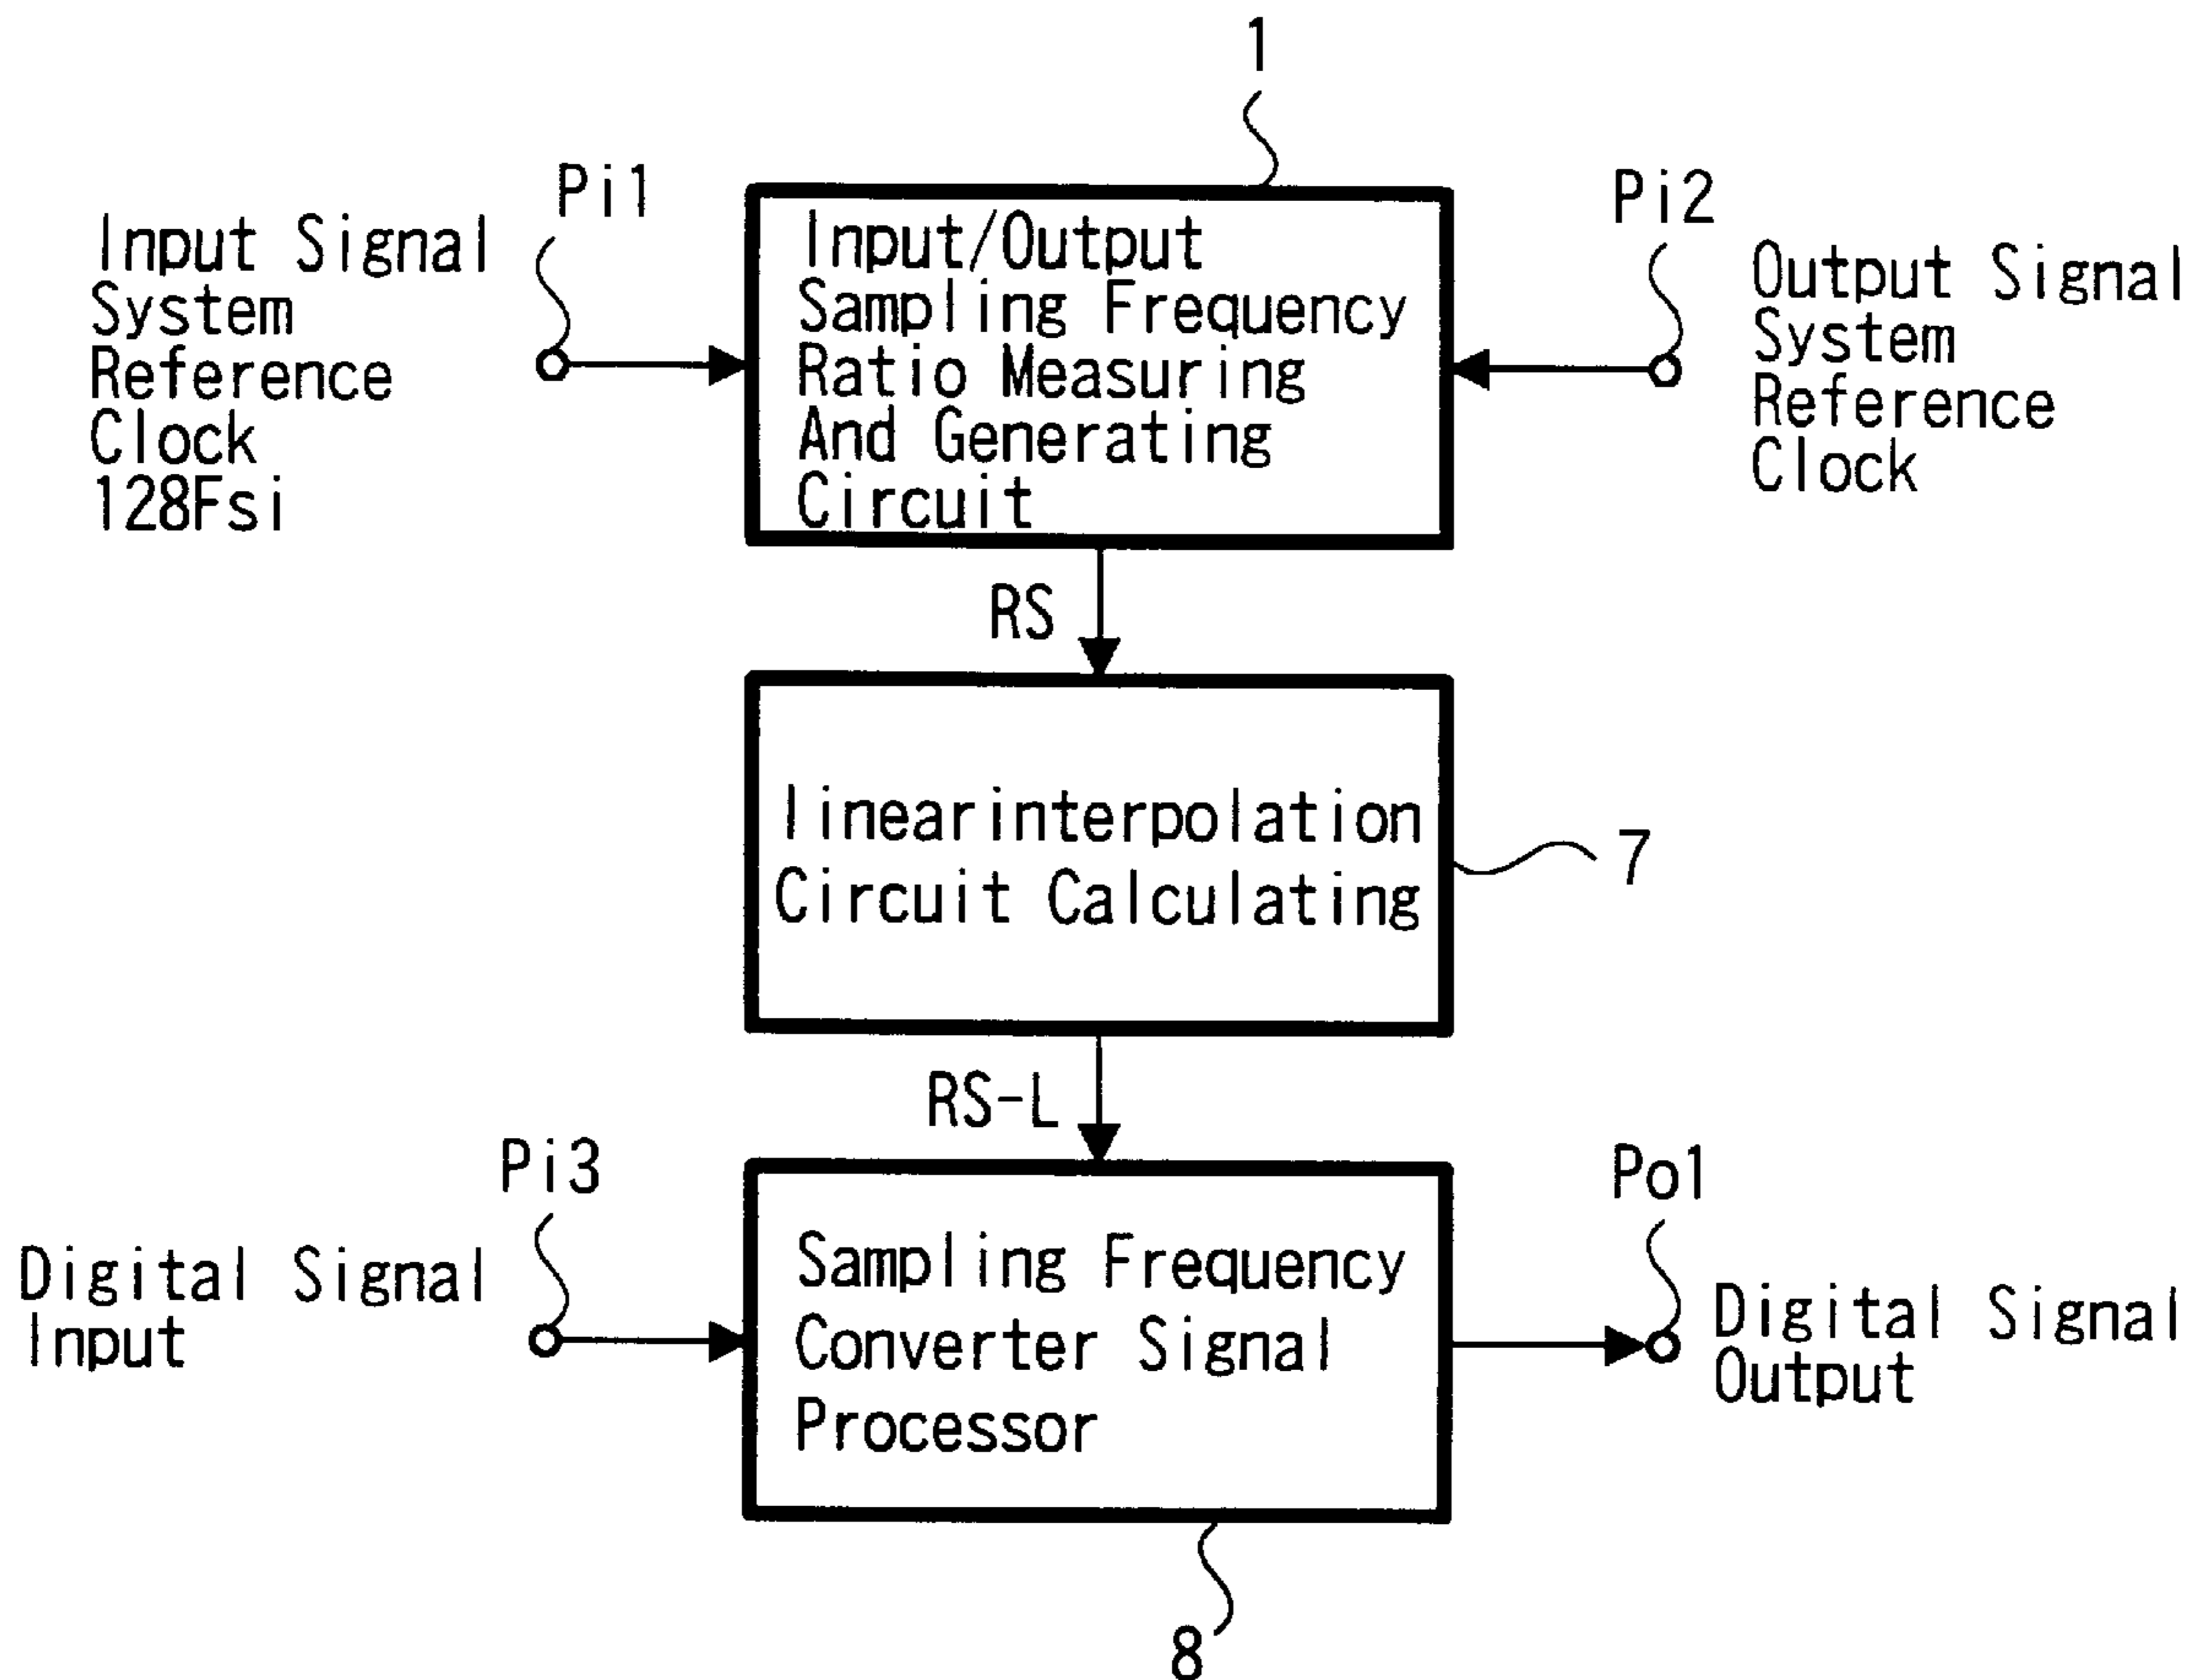 1
Pi1
Input Signal
System
Reference
Clock
128Fsi
Input/Output
Sampling Frequency
Ratio Measuring
And Generating
Circuit
Pi2
Output Signal
System
Reference
Clock
RS
linearinterpolation
Circuit Calculating
7
RS-L
Pi3
Digital Signal
Input
Sampling Frequency
Converter Signal
Processor
Po1
Digital Signal
Output
8